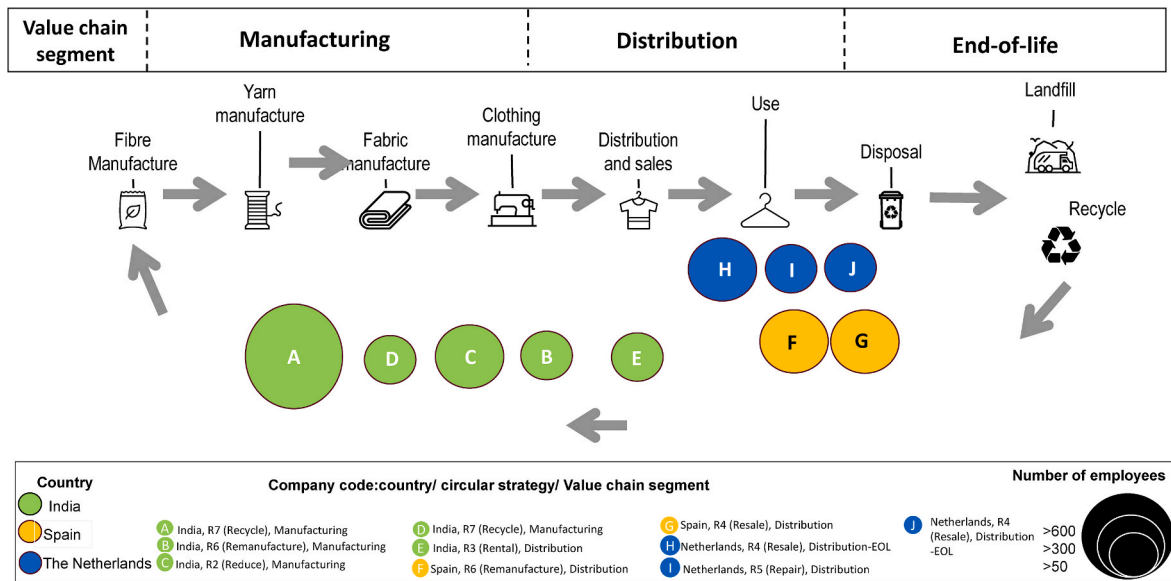 Value chain
segment
Manufacturing
Distribution
End-of-life
Fibre
Manufacture
Yarn
manufacture
Fabric
manufacture
Clothing
manufacture
Distribution
and sales
Use
Disposal
Landfill
Recycle
H
I
J
F
G
A
D
C
B
E
Country
India
Spain
The Netherlands
Company code:country/ circular strategy/ Value chain segment
A India, R7 (Recycle), Manufacturing
B India, R6 (Remanufacture), Manufacturing
C India, R2 (Reduce), Manufacturing
D India, R7 (Recycle), Manufacturing
E India, R3 (Rental), Distribution
F Spain, R6 (Remanufacture), Distribution
G Spain, R4 (Resale), Distribution
H Netherlands, R4 (Resale), Distribution-EOL
I Netherlands, R5 (Repair), Distribution
J Netherlands, R4
(Resale), Distribution
-EOL
Number of employees
>600
>300
>50